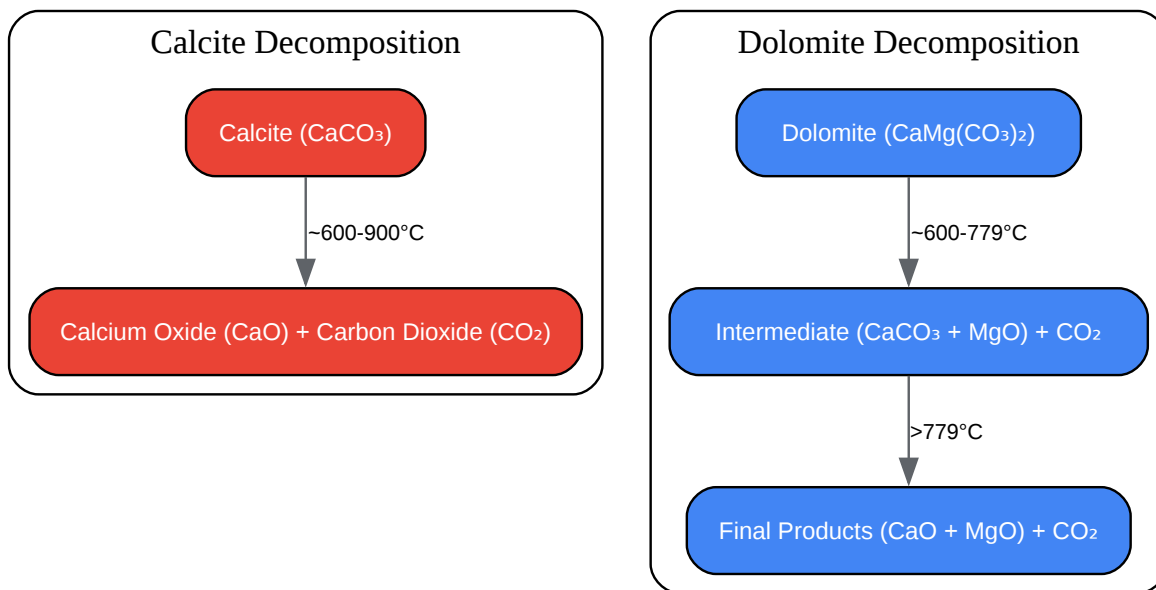 Calcite Decomposition
Calcite (CaCO₃)
~600-900°C
Calcium Oxide (CaO) + Carbon Dioxide (CO₂)
Dolomite Decomposition
Dolomite (CaMg(CO₃)₂)
~600-779°C
Intermediate (CaCO₃ + MgO) + CO₂
>779°C
Final Products (CaO + MgO) + CO₂